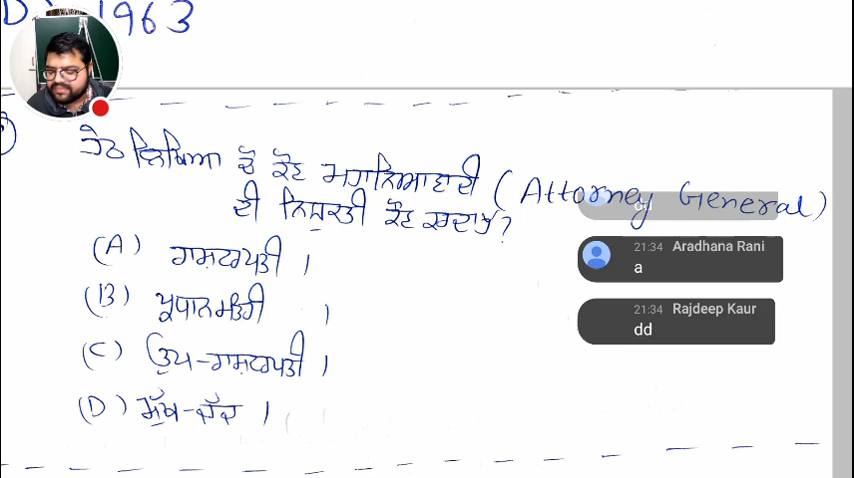 D) 1963
ਹੇਠ ਲਿਖਿਆ ਚੋ ਕੌਣ ਮਹਾਨਿਆਵਾਦੀ (Attorney General)
ਦੀ ਨਿਯੁਕਤੀ ਕੌਣ ਕਰਦਾ ਏ?
(A) ਰਾਸ਼ਟਰਪਤੀ ।
(B) ਪ੍ਰਧਾਨਮੰਤਰੀ ।
(C) ਉਪ-ਰਾਸ਼ਟਰਪਤੀ ।
(D) ਮੁੱਖ-ਜੱਜ ।
21:34 Aradhana Rani
a
21:34 Rajdeep Kaur
dd